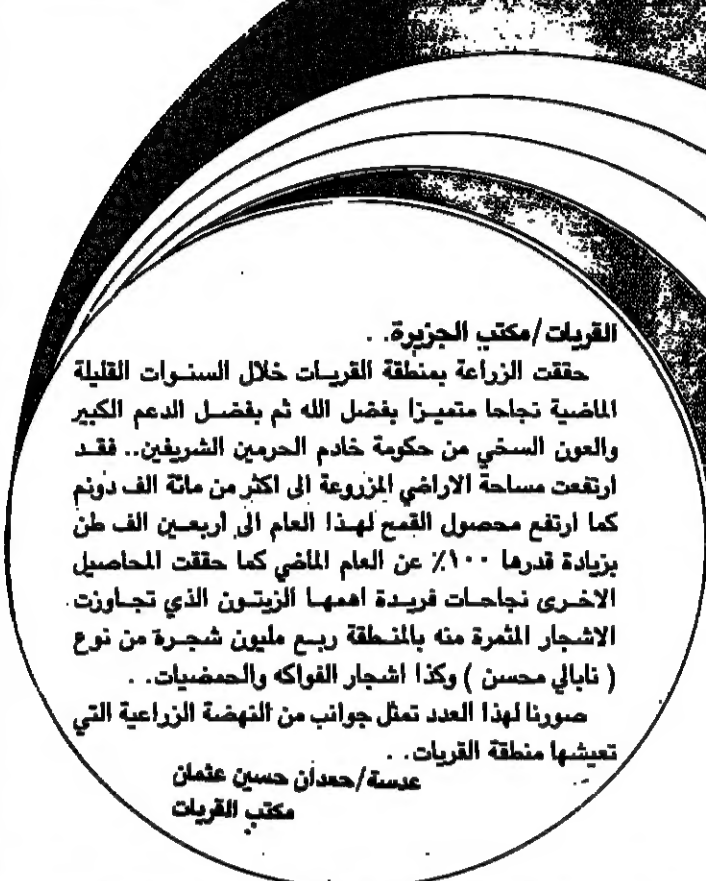 القريات/مكتب الجزيرة. .
حققت الزراعة بمنطقة القريات خلال السنوات القليلة
الماضية نجاحا متميزا بفضل الله ثم بفضل الدعم الكبير
والعون السخي من حكومة خادم الحرمين الشريفين.. فقد
ارتفعت مساحة الاراضي المزروعة الى اكثر من مائة الف دونم
كما ارتفع محصول القمح لهذا العام الى اربعين الف طن
بزيادة قدرها ١٠٠٪ عن العام الماضي كما حققت المحاصيل
الاخرى نجاحات فريدة اهمها الزيتون الذي تجاوزت
الاشجار المثمرة منه بالمنطقة ربع مليون شجرة من نوع
( نابالي محسن ) وكذا اشجار الفواكه والحمضيات. .
صورنا لهذا العدد تمثل جوانب من النهضة الزراعية التي
تعيشها منطقة القريات. .
عدسة/حمدان حسين عثمان
مكتب القريات